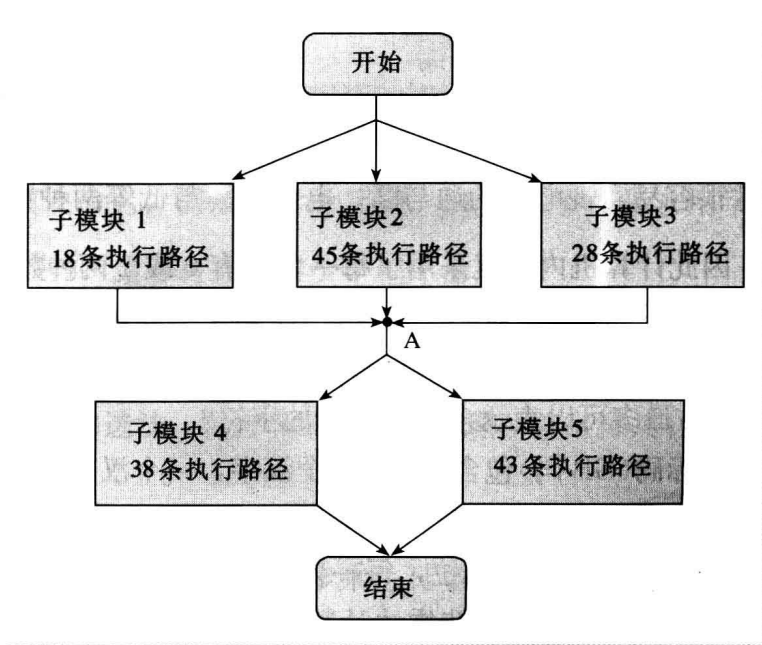 开始
子模块 1
18条执行路径
子模块2
45条执行路径
子模块3
28条执行路径
A
子模块 4
38条执行路径
子模块5
43条执行路径
结束